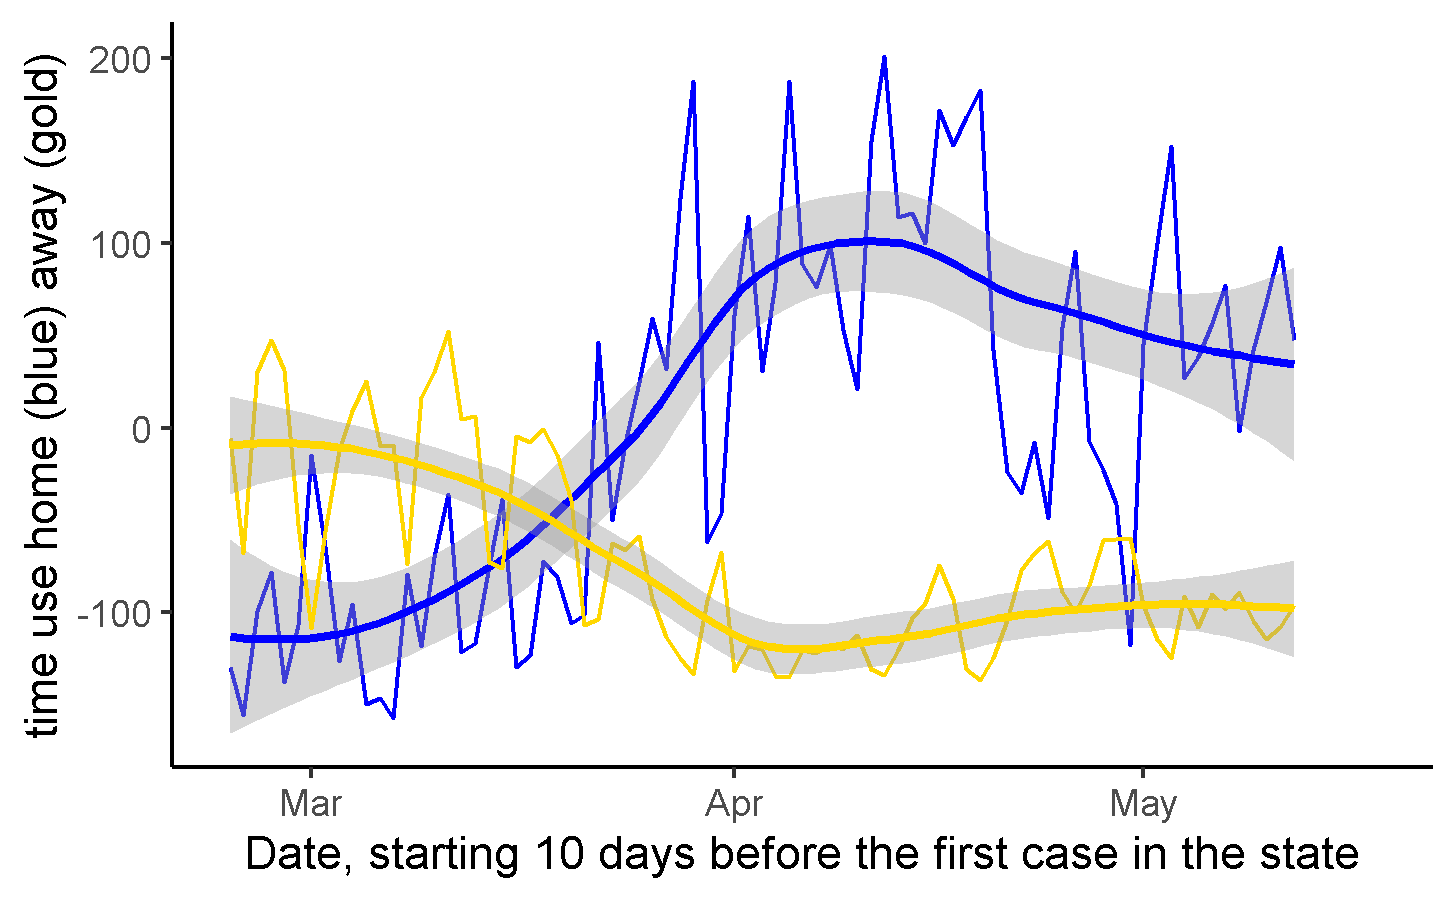 time use home (blue) away (gold)
200
100
0
-100
Mar
Apr
May
Date, starting 10 days before the first case in the state